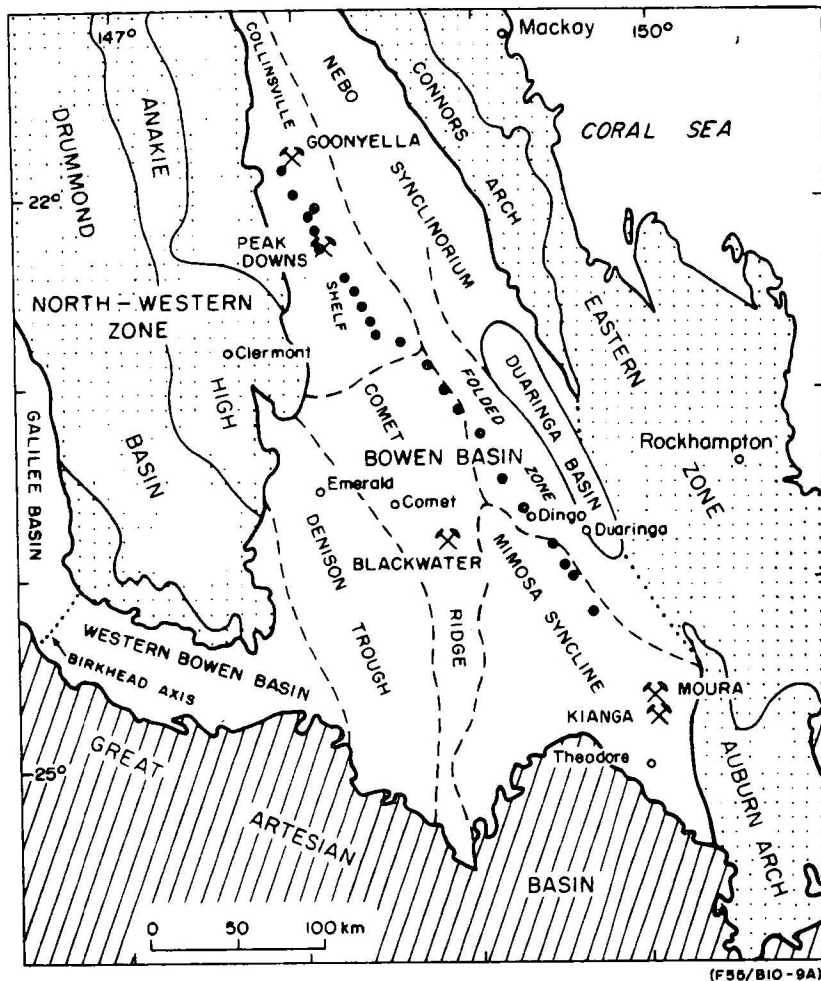 147°
150°
Mackay
COLLINSVILLE
SHELF
NEBO
SYNCLINORIUM
CONNORS
ARCH
CORAL SEA
DRUMMOND
BASIN
ANAKIE
HIGH
GOONYELLA
22°
PEAK
DOWNS
NORTH-WESTERN
ZONE
Clermont
EASTERN
ZONE
GALILEE BASIN
COMET
RIDGE
FOLDED
ZONE
DUARINGA
BASIN
BOWEN BASIN
Rockhampton
Emerald
Comet
Dingo
Duaringa
BLACKWATER
DENISON
TROUGH
MIMOSA SYNCLINE
WESTERN BOWEN BASIN
BIRKHEAD AXIS
MOURA
KIANGA
Theodore
25°
GREAT
ARTESIAN
BASIN
AUBURN ARCH
0 50 100 km
(F55/B10-9A)